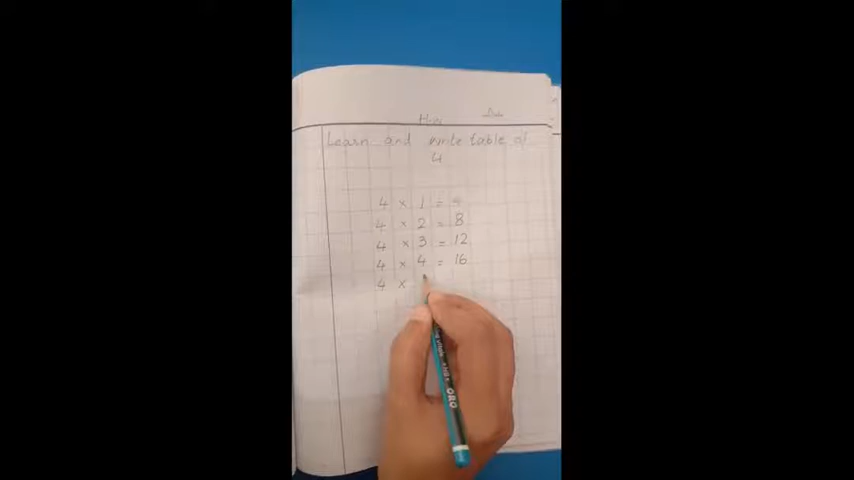 H.W
Learn and write table of
4
4 × 1 = 4
4 × 2 = 8
4 × 3 = 12
4 × 4 = 16
4 ×
ORO